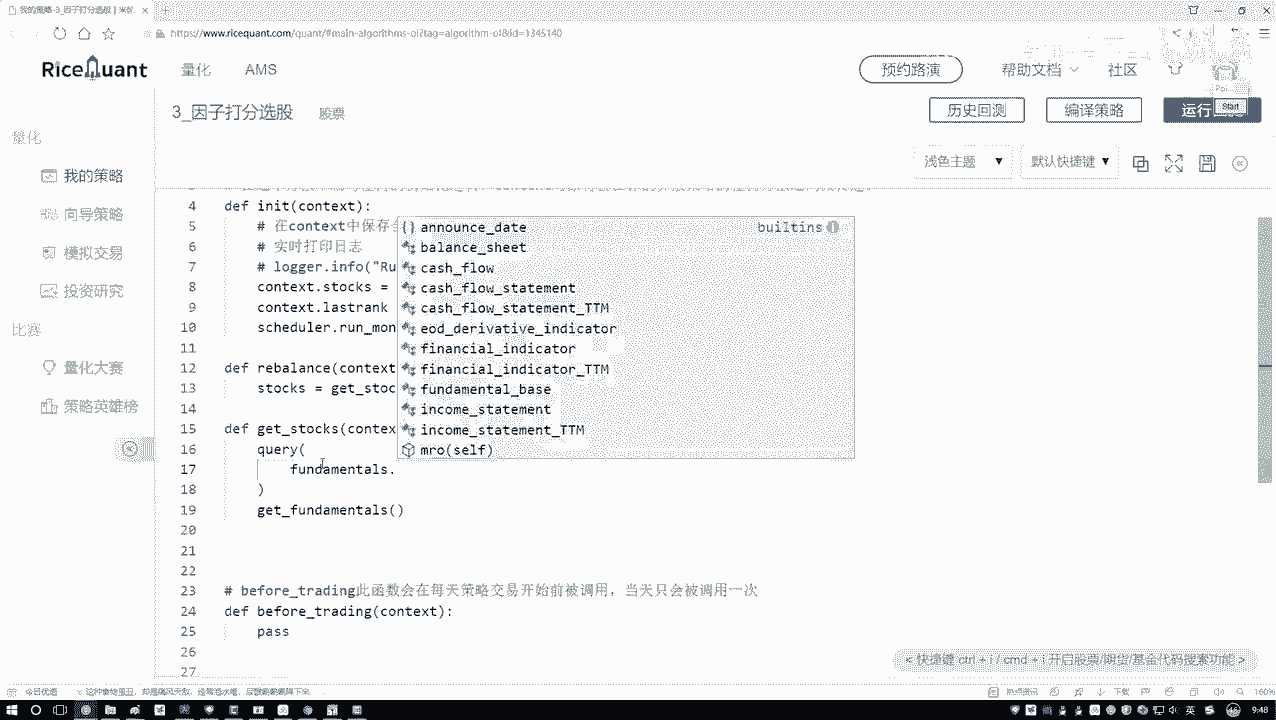 我的策略-3_因子打分选股 | 米筐
https://www.ricequant.com/quant/#main-algorithms-ol?tag=algorithm-ol&id=1345140
RiceQuant 量化 AMS 预约路演 帮助文档 社区
3_因子打分选股 股票 历史回测 编译策略 运行 Start
量化
我的策略
向导策略
模拟交易
投资研究
比赛
量化大赛
策略英雄榜
浅色主题 默认快捷键
4 def init(context):
5 # 在context中保存
6 # 实时打印日志
7 # logger.info("Ru
8 context.stocks =
9 context.lastrank
10 scheduler.run_mon
11
12 def rebalance(context
13 stocks = get_stoc
14
15 def get_stocks(contex
16 query(
17 fundamentals.
18 )
19 get_fundamentals()
20
21
22
23 # before_trading此函数会在每天策略交易开始前被调用，当天只会被调用一次
24 def before_trading(context):
25 pass
26
27
announce_date builtins
balance_sheet
cash_flow
cash_flow_statement
cash_flow_statement_TTM
eod_derivative_indicator
financial_indicator
financial_indicator_TTM
fundamental_base
income_statement
income_statement_TTM
mro(self)
< 快捷键 ctrl + i / cmd + i 开启股票/期货/基金代码搜索功能 >
今日优选
热点资讯 下载 160%
英 9:48